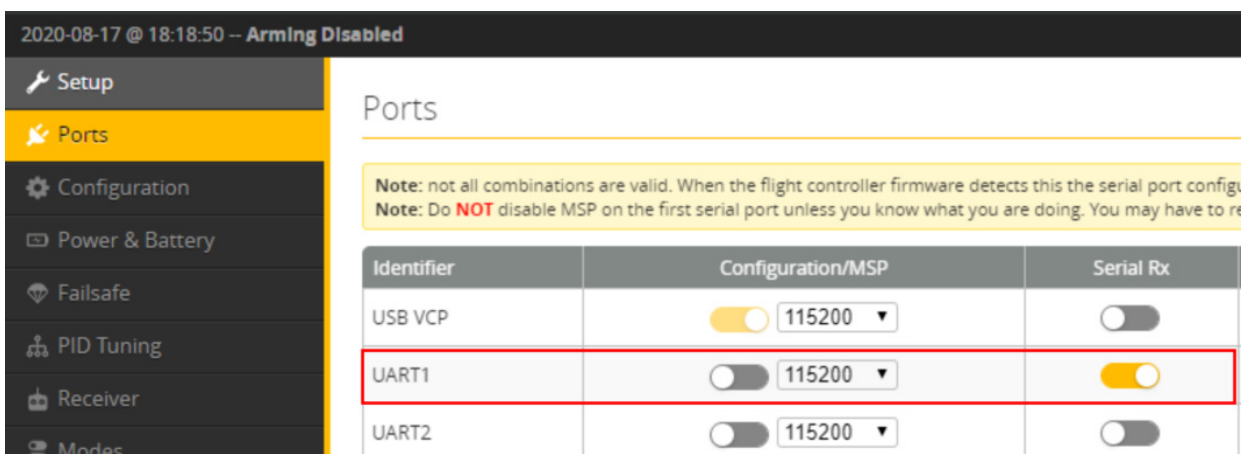 2020-08-17 @ 18:18:50 -- Arming Disabled
Setup
Ports
Configuration
Power & Battery
Failsafe
PID Tuning
Receiver
Modes
Ports
Note: not all combinations are valid. When the flight controller firmware detects this the serial port
Note: Do NOT disable MSP on the first serial port unless you know what you are doing. You may have to
Identifier Configuration/MSP Serial Rx
USB VCP 115200
UART1 115200
UART2 115200